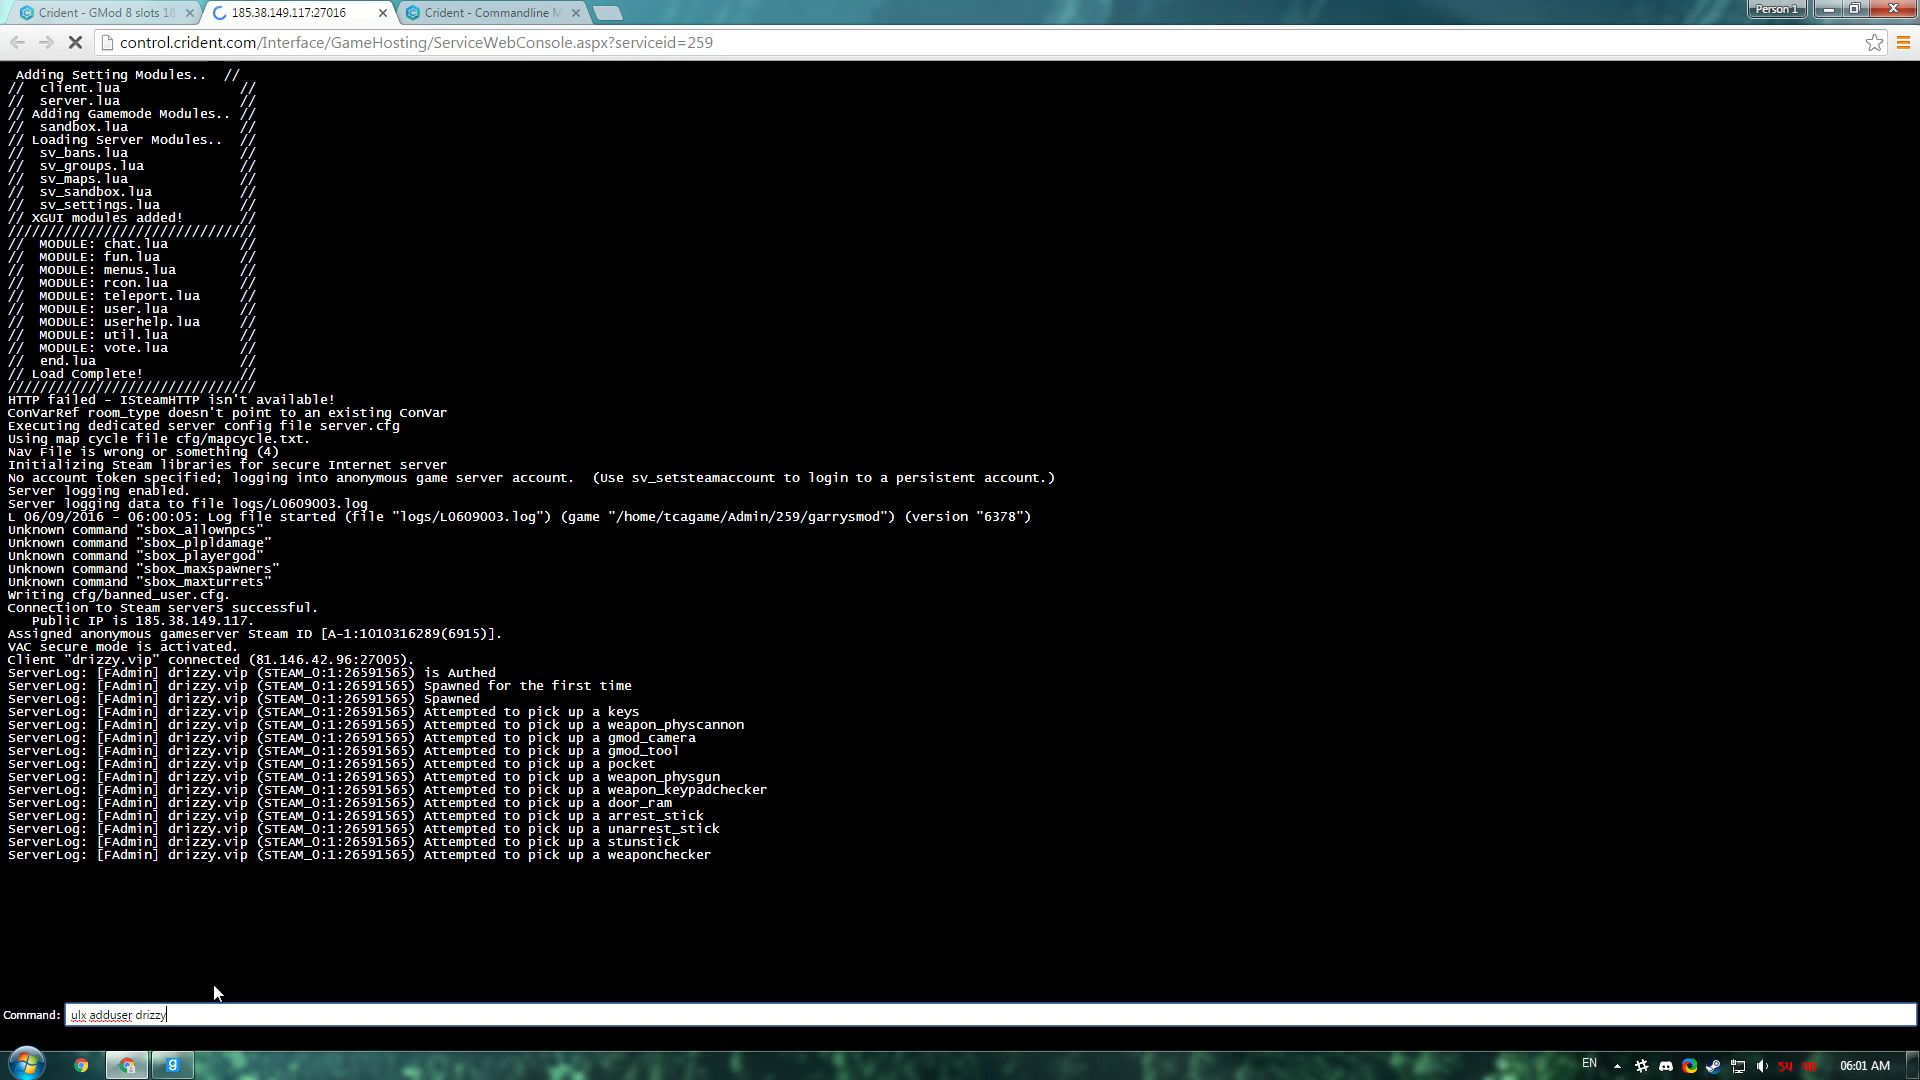 Crident - GMod 8 slots 18
185.38.149.117:27016
Crident - Commandline M
Person 1
control.crident.com/Interface/GameHosting/ServiceWebConsole.aspx?serviceid=259
Adding Setting Modules.. //
// client.lua //
// server.lua //
// Adding Gamemode Modules.. //
// sandbox.lua //
// Loading Server Modules.. //
// sv_bans.lua //
// sv_groups.lua //
// sv_maps.lua //
// sv_sandbox.lua //
// sv_settings.lua //
// XGUI modules added! //
///////////////////////////////
// MODULE: chat.lua //
// MODULE: fun.lua //
// MODULE: menus.lua //
// MODULE: rcon.lua //
// MODULE: teleport.lua //
// MODULE: user.lua //
// MODULE: userhelp.lua //
// MODULE: util.lua //
// MODULE: vote.lua //
// end.lua //
// Load Complete! //
///////////////////////////////
HTTP failed - ISteamHTTP isn't available!
ConVarRef room_type doesn't point to an existing ConVar
Executing dedicated server config file server.cfg
Using map cycle file cfg/mapcycle.txt.
Nav File is wrong or something (4)
Initializing Steam libraries for secure Internet server
No account token specified; logging into anonymous game server account. (Use sv_setsteamaccount to login to a persistent account.)
Server logging enabled.
Server logging data to file logs/L0609003.log
L 06/09/2016 - 06:00:05: Log file started (file "logs/L0609003.log") (game "/home/tcagame/Admin/259/garrysmod") (version "6378")
Unknown command "sbox_allownpcs"
Unknown command "sbox_plpldamage"
Unknown command "sbox_playergod"
Unknown command "sbox_maxspawners"
Unknown command "sbox_maxturrets"
Writing cfg/banned_user.cfg.
Connection to Steam servers successful.
Public IP is 185.38.149.117.
Assigned anonymous gameserver Steam ID [A-1:1010316289(6915)].
VAC secure mode is activated.
Client "drizzy.vip" connected (81.146.42.96:27005).
ServerLog: [FAdmin] drizzy.vip (STEAM_0:1:26591565) is Authed
ServerLog: [FAdmin] drizzy.vip (STEAM_0:1:26591565) Spawned for the first time
ServerLog: [FAdmin] drizzy.vip (STEAM_0:1:26591565) Spawned
ServerLog: [FAdmin] drizzy.vip (STEAM_0:1:26591565) Attempted to pick up a keys
ServerLog: [FAdmin] drizzy.vip (STEAM_0:1:26591565) Attempted to pick up a weapon_physcannon
ServerLog: [FAdmin] drizzy.vip (STEAM_0:1:26591565) Attempted to pick up a gmod_camera
ServerLog: [FAdmin] drizzy.vip (STEAM_0:1:26591565) Attempted to pick up a gmod_tool
ServerLog: [FAdmin] drizzy.vip (STEAM_0:1:26591565) Attempted to pick up a pocket
ServerLog: [FAdmin] drizzy.vip (STEAM_0:1:26591565) Attempted to pick up a weapon_physgun
ServerLog: [FAdmin] drizzy.vip (STEAM_0:1:26591565) Attempted to pick up a weapon_keypadchecker
ServerLog: [FAdmin] drizzy.vip (STEAM_0:1:26591565) Attempted to pick up a door_ram
ServerLog: [FAdmin] drizzy.vip (STEAM_0:1:26591565) Attempted to pick up a arrest_stick
ServerLog: [FAdmin] drizzy.vip (STEAM_0:1:26591565) Attempted to pick up a unarrest_stick
ServerLog: [FAdmin] drizzy.vip (STEAM_0:1:26591565) Attempted to pick up a stunstick
ServerLog: [FAdmin] drizzy.vip (STEAM_0:1:26591565) Attempted to pick up a weaponchecker
Command: ulx adduser drizzy
EN
06:01 AM